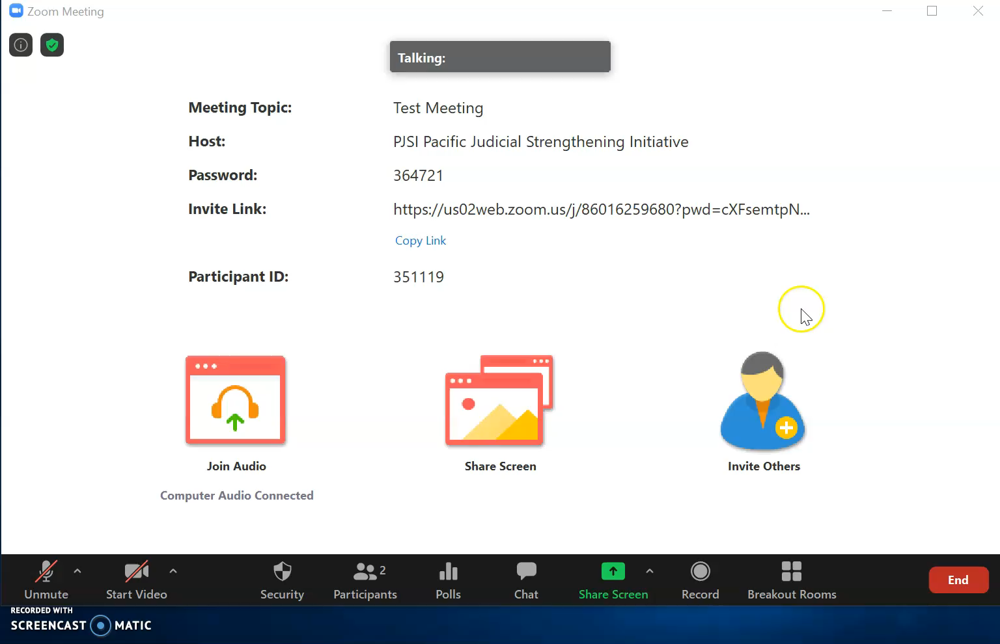 Zoom Meeting
Talking:
Meeting Topic: Test Meeting
Host: PJSI Pacific Judicial Strengthening Initiative
Password: 364721
Invite Link: https://us02web.zoom.us/j/86016259680?pwd=cXFsemtpN...
Copy Link
Participant ID: 351119
Join Audio Share Screen Invite Others
Computer Audio Connected
2
Unmute Start Video Security Participants Polls Chat Share Screen Record Breakout Rooms End
RECORDED WITH
SCREENCAST MATIC